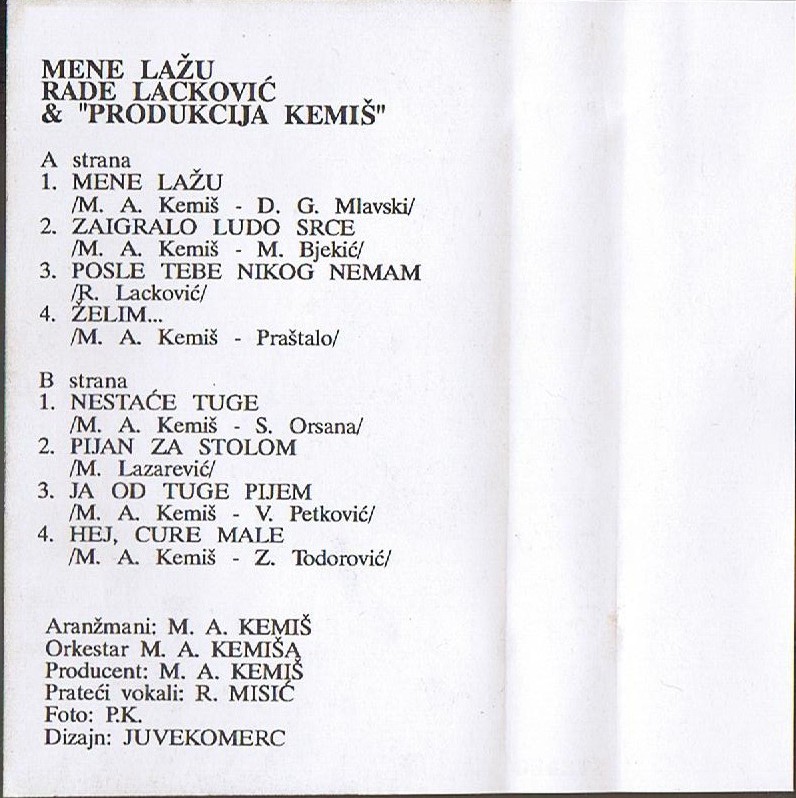 MENE LAŽU
RADE LACKOVIĆ
& "PRODUKCIJA KEMIŠ"
A strana
1. MENE LAŽU
/M. A. Kemiš - D. G. Mlavski/
2. ZAIGRALO LUDO SRCE
/M. A. Kemiš - M. Bjekić/
3. POSLE TEBE NIKOG NEMAM
/R. Lacković/
4. ŽELIM...
/M. A. Kemiš - Praštalo/
B strana
1. NESTAĆE TUGE
/M. A. Kemiš - S. Orsana/
2. PIJAN ZA STOLOM
/M. Lazarević/
3. JA OD TUGE PIJEM
/M. A. Kemiš - V. Petković/
4. HEJ, CURE MALE
/M. A. Kemiš - Z. Todorović/
Aranžmani: M. A. KEMIŠ
Orkestar M. A. KEMIŠA
Producent: M. A. KEMIŠ
Prateći vokali: R. MISIĆ
Foto: P.K.
Dizajn: JUVEKOMERC